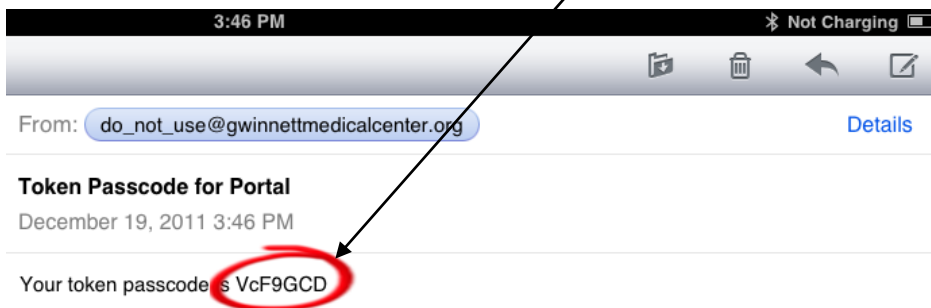 3:46 PM Not Charging
From: do_not_use@gwinnettmedicalcenter.org Details
Token Passcode for Portal
December 19, 2011 3:46 PM
Your token passcode is VcF9GCD